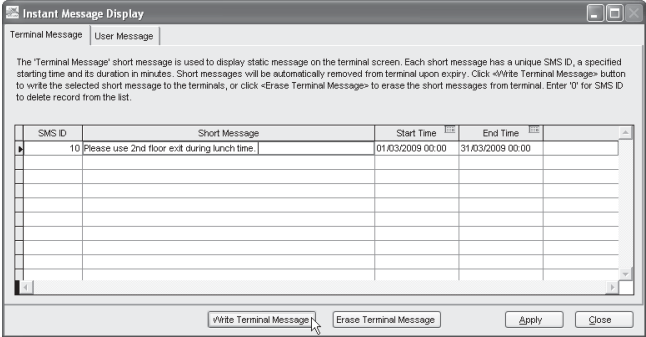 Instant Message Display
Terminal Message User Message
The 'Terminal Message' short message is used to display static message on the terminal screen. Each short message has a unique SMS ID, a specified
starting time and its duration in minutes. Short messages will be automatically removed from terminal upon expiry. Click <Write Terminal Message> button
to write the selected short message to the terminals, or click <Erase Terminal Message> to erase the short messages from terminal. Enter '0' for SMS ID
to delete record from the list.
SMS ID Short Message Start Time End Time
10 Please use 2nd floor exit during lunch time. 01/03/2009 00:00 31/03/2009 00:00
Write Terminal Message Erase Terminal Message Apply Close